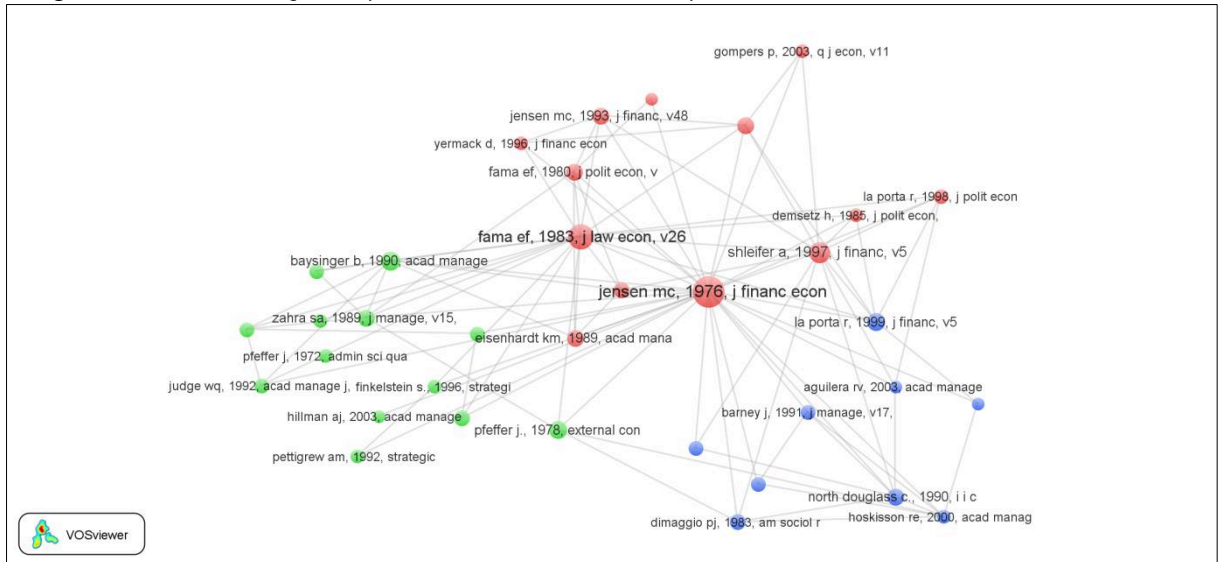 gompers p, 2003, q j econ, v11
jensen mc, 1993, j financ, v48
yermack d, 1996, j financ econ
fama ef, 1980, j polit econ, v
la porta r, 1998, j polit econ
demsetz h, 1985, j polit econ,
fama ef, 1983, j law econ, v26
shleifer a, 1997, j financ, v5
baysinger b, 1990, acad manage
jensen mc, 1976, j financ econ
zahra sa, 1989, j manage, v15,
la porta r, 1999, j financ, v5
eisenhardt km, 1989, acad mana
pfeffer j, 1972, admin sci qua
judge wq, 1992, acad manage j,
finkelstein s., 1996, strategi
aguilera rv, 2003, acad manage
hillman aj, 2003, acad manage
barney j, 1991, j manage, v17,
pfeffer j., 1978, external con
pettigrew am, 1992, strategic
north douglass c., 1990, i i c
dimaggio pj, 1983, am sociol r
hoskisson re, 2000, acad manag
VOSviewer